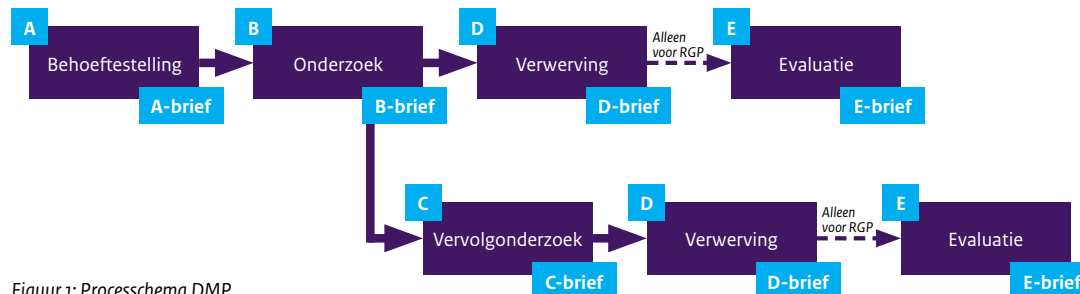 A
Behoeftestelling
A-brief
B
Onderzoek
B-brief
D
Verwerving
D-brief
Alleen
voor RGP
E
Evaluatie
E-brief
C
Vervolgonderzoek
C-brief
D
Verwerving
D-brief
Alleen
voor RGP
E
Evaluatie
E-brief
Figuur 1: Processchema DMP